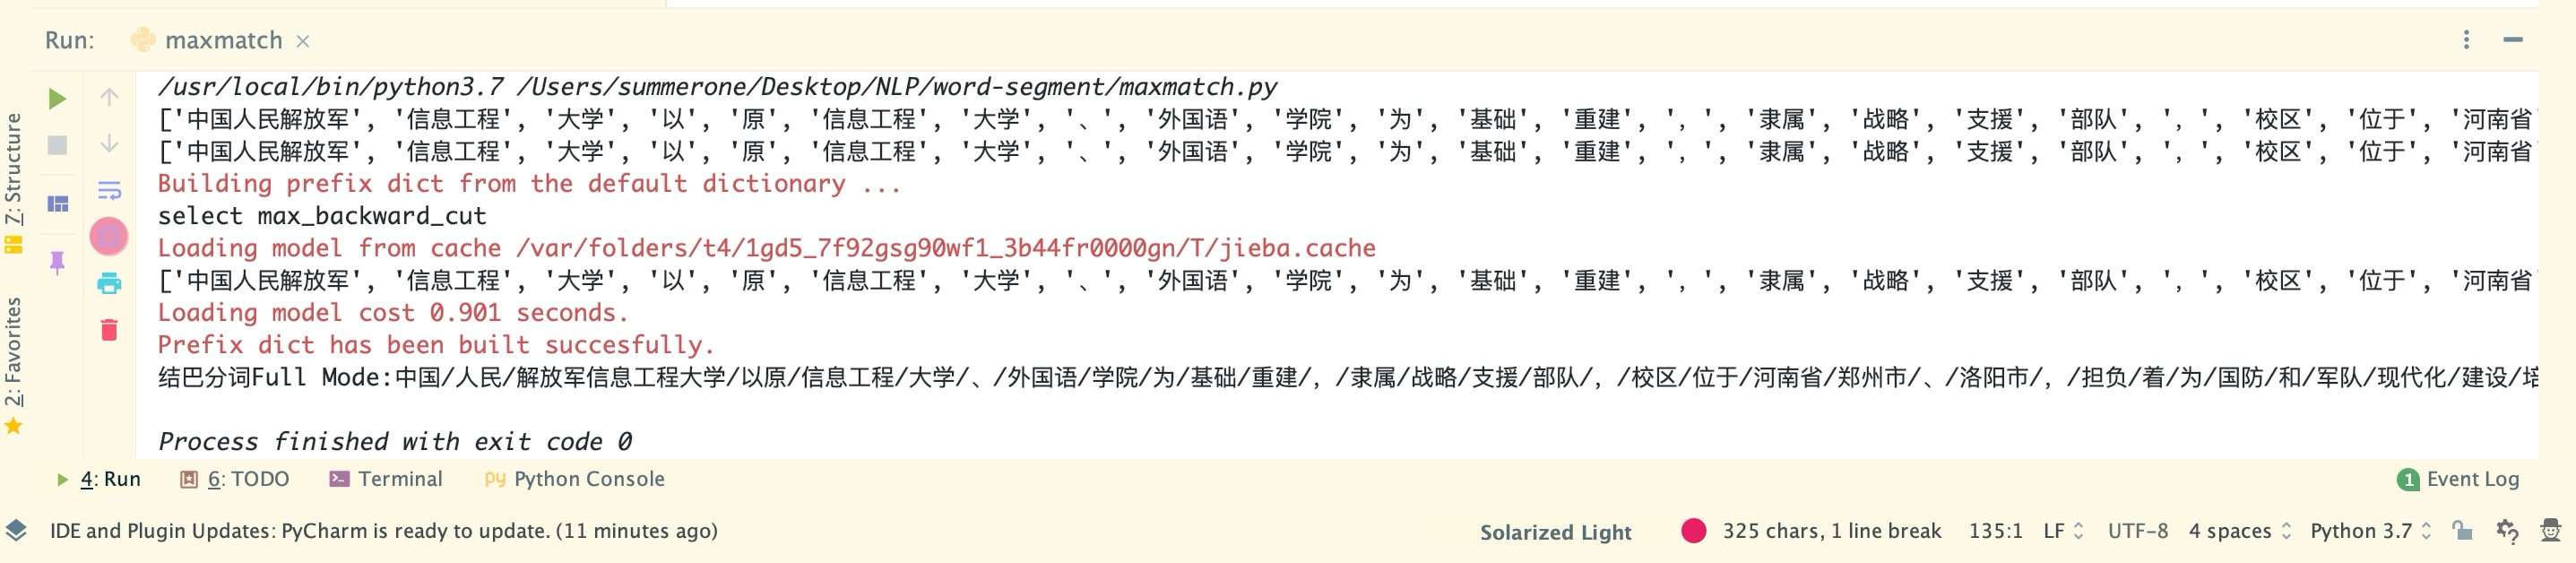 Run: maxmatch ×
/usr/local/bin/python3.7 /Users/summerone/Desktop/NLP/word-segment/maxmatch.py
['中国人民解放军', '信息工程', '大学', '以', '原', '信息工程', '大学', '、', '外国语', '学院', '为', '基础', '重建', '，', '隶属', '战略', '支援', '部队', '，', '校区', '位于', '河南省'
['中国人民解放军', '信息工程', '大学', '以', '原', '信息工程', '大学', '、', '外国语', '学院', '为', '基础', '重建', '，', '隶属', '战略', '支援', '部队', '，', '校区', '位于', '河南省'
Building prefix dict from the default dictionary ...
select max_backward_cut
Loading model from cache /var/folders/t4/1gd5_7f92gsg90wf1_3b44fr0000gn/T/jieba.cache
['中国人民解放军', '信息工程', '大学', '以', '原', '信息工程', '大学', '、', '外国语', '学院', '为', '基础', '重建', '，', '隶属', '战略', '支援', '部队', '，', '校区', '位于', '河南省'
Loading model cost 0.901 seconds.
Prefix dict has been built succesfully.
结巴分词Full Mode:中国/人民/解放军信息工程大学/以原/信息工程/大学/、/外国语/学院/为/基础/重建/，/隶属/战略/支援/部队/，/校区/位于/河南省/郑州市/、/洛阳市/，/担负/着/为/国防/和/军队/现代化/建设/
Process finished with exit code 0
7: Structure
2: Favorites
4: Run 6: TODO Terminal Python Console 1 Event Log
IDE and Plugin Updates: PyCharm is ready to update. (11 minutes ago) Solarized Light 325 chars, 1 line break 135:1 LF UTF-8 4 spaces Python 3.7